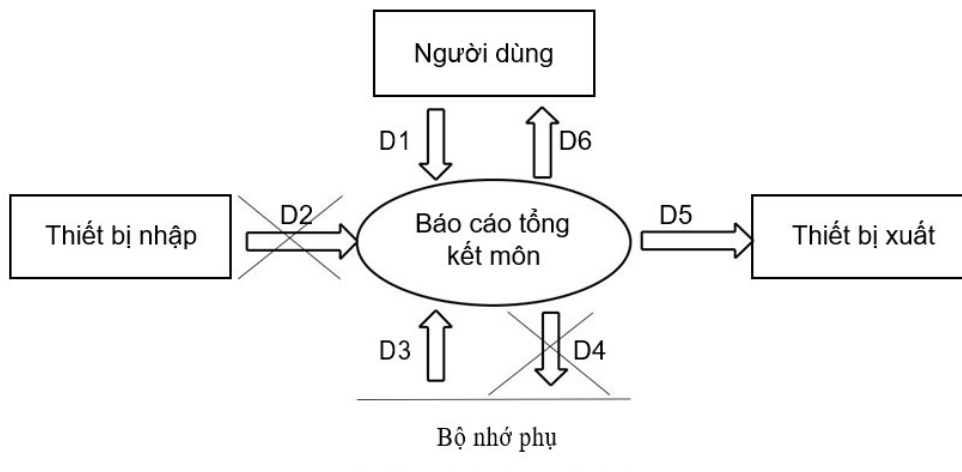 Người dùng
D1
D6
Thiết bị nhập
D2
Báo cáo tổng
kết môn
D5
Thiết bị xuất
D3
D4
Bộ nhớ phụ